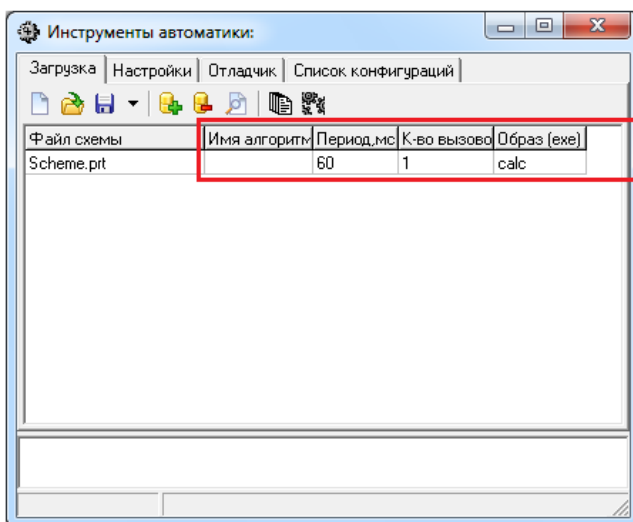 Инструменты автоматики:
Загрузка Настройки Отладчик Список конфигураций
Файл схемы Имя алгоритм Период,мс К-во вызово Образ (exe)
Scheme.prt 60 1 calc